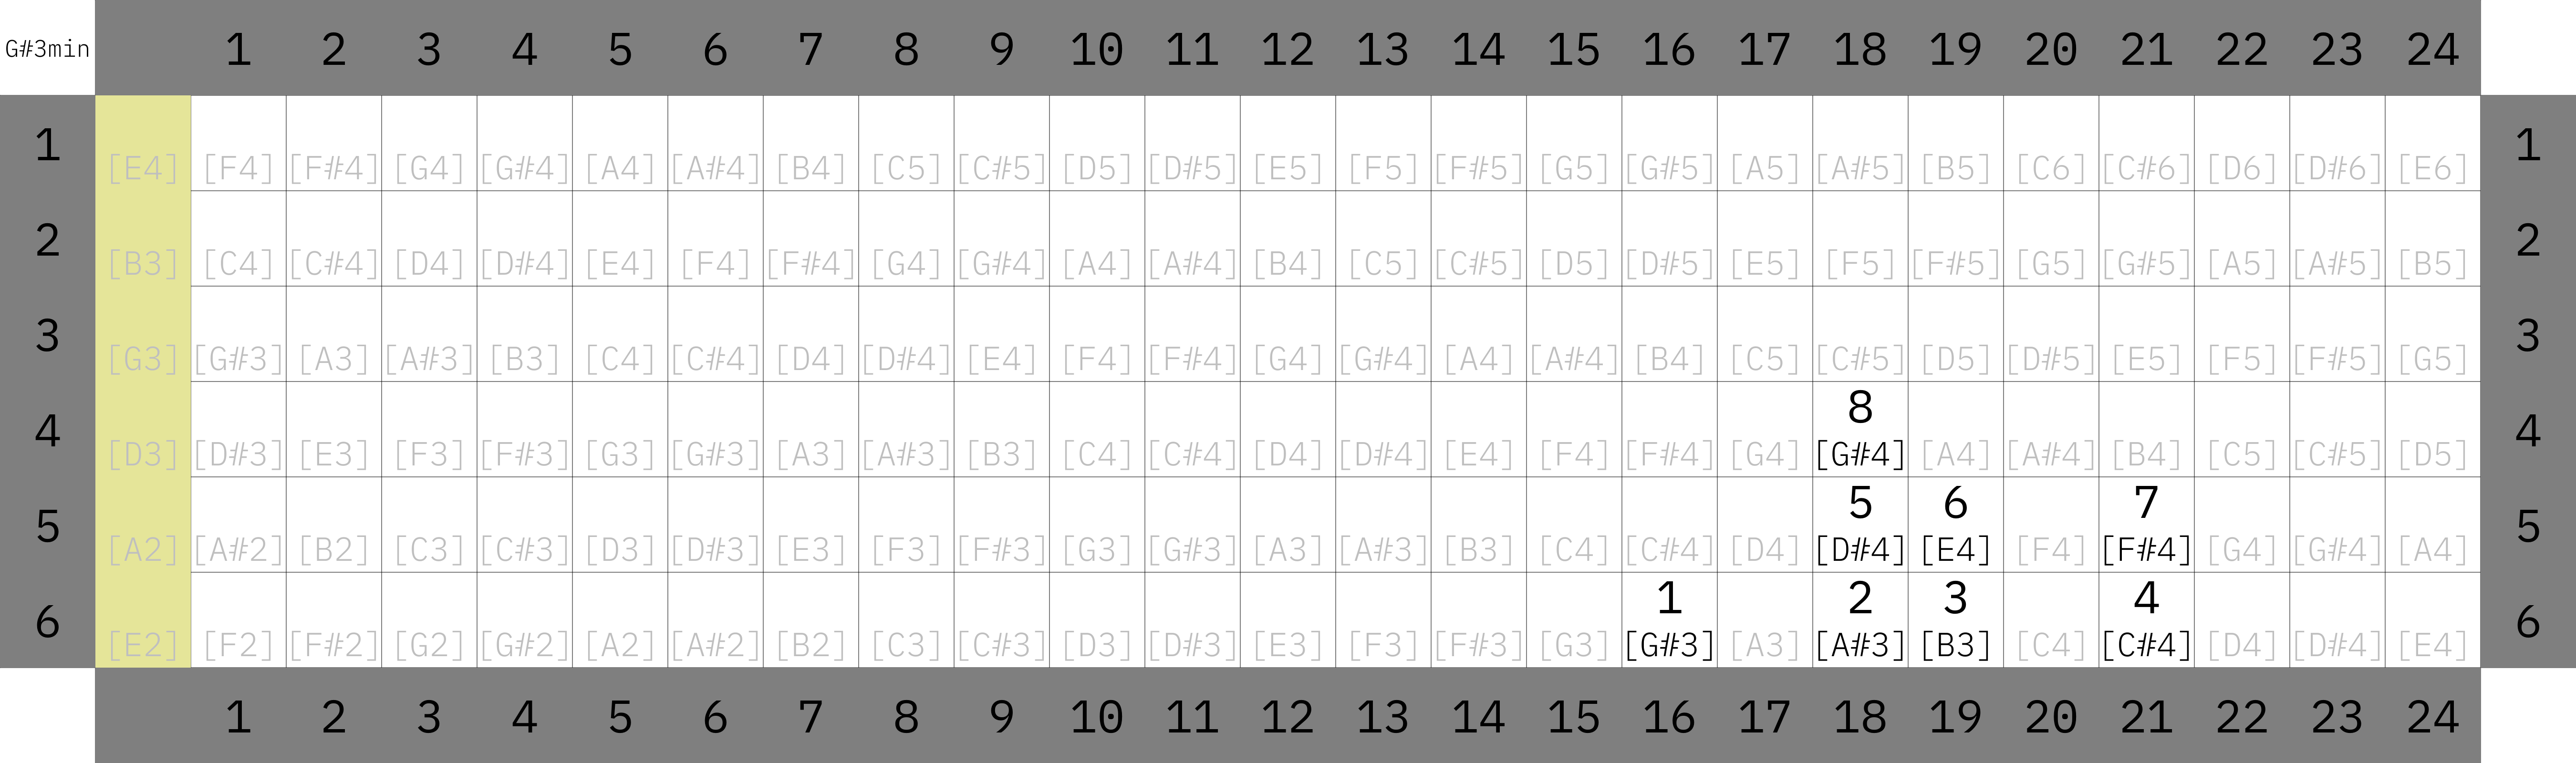 G#3min 1 2 3 4 5 6 7 8 9 10 11 12 13 14 15 16 17 18 19 20 21 22 23 24
1 [E4] [F4] [F#4] [G4] [G#4] [A4] [A#4] [B4] [C5] [C#5] [D5] [D#5] [E5] [F5] [F#5] [G5] [G#5] [A5] [A#5] [B5] [C6] [C#6] [D6] [D#6] [E6] 1
2 [B3] [C4] [C#4] [D4] [D#4] [E4] [F4] [F#4] [G4] [G#4] [A4] [A#4] [B4] [C5] [C#5] [D5] [D#5] [E5] [F5] [F#5] [G5] [G#5] [A5] [A#5] [B5] 2
3 [G3] [G#3] [A3] [A#3] [B3] [C4] [C#4] [D4] [D#4] [E4] [F4] [F#4] [G4] [G#4] [A4] [A#4] [B4] [C5] [C#5] [D5] [D#5] [E5] [F5] [F#5] [G5] 3
8
4 [D3] [D#3] [E3] [F3] [F#3] [G3] [G#3] [A3] [A#3] [B3] [C4] [C#4] [D4] [D#4] [E4] [F4] [F#4] [G4] [G#4] [A4] [A#4] [B4] [C5] [C#5] [D5] 4
5 6 7
5 [A2] [A#2] [B2] [C3] [C#3] [D3] [D#3] [E3] [F3] [F#3] [G3] [G#3] [A3] [A#3] [B3] [C4] [C#4] [D4] [D#4] [E4] [F4] [F#4] [G4] [G#4] [A4] 5
1 2 3 4
6 [E2] [F2] [F#2] [G2] [G#2] [A2] [A#2] [B2] [C3] [C#3] [D3] [D#3] [E3] [F3] [F#3] [G3] [G#3] [A3] [A#3] [B3] [C4] [C#4] [D4] [D#4] [E4] 6
1 2 3 4 5 6 7 8 9 10 11 12 13 14 15 16 17 18 19 20 21 22 23 24